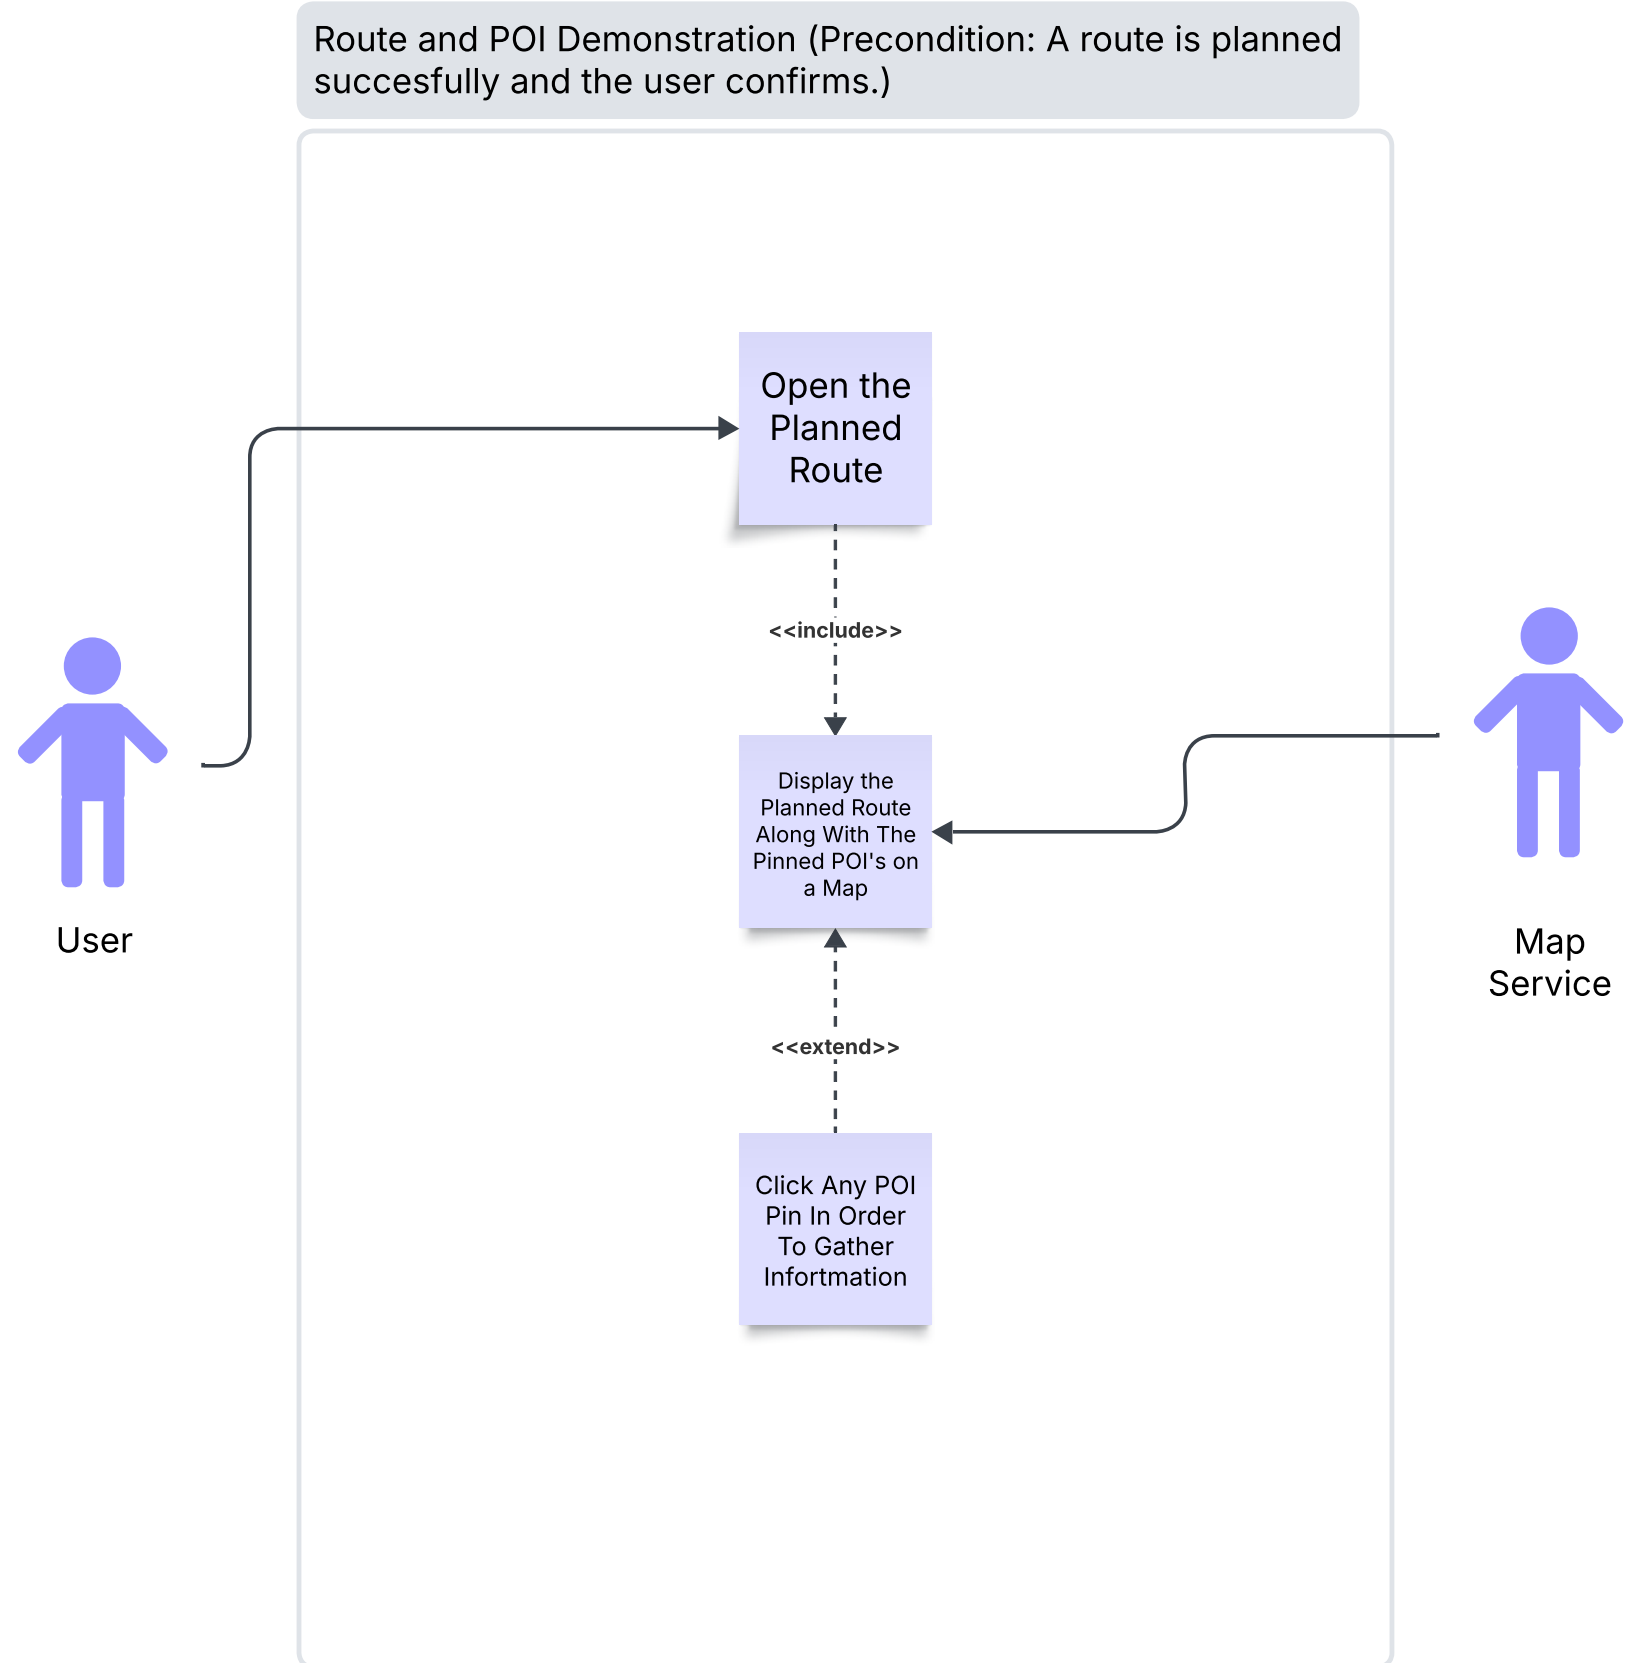 Route and POI Demonstration (Precondition: A route is planned
succesfully and the user confirms.)
Open the
Planned
Route
<<include>>
Display the
Planned Route
Along With The
Pinned POI's on
a Map
User
Map
Service
<<extend>>
Click Any POI
Pin In Order
To Gather
Infortmation